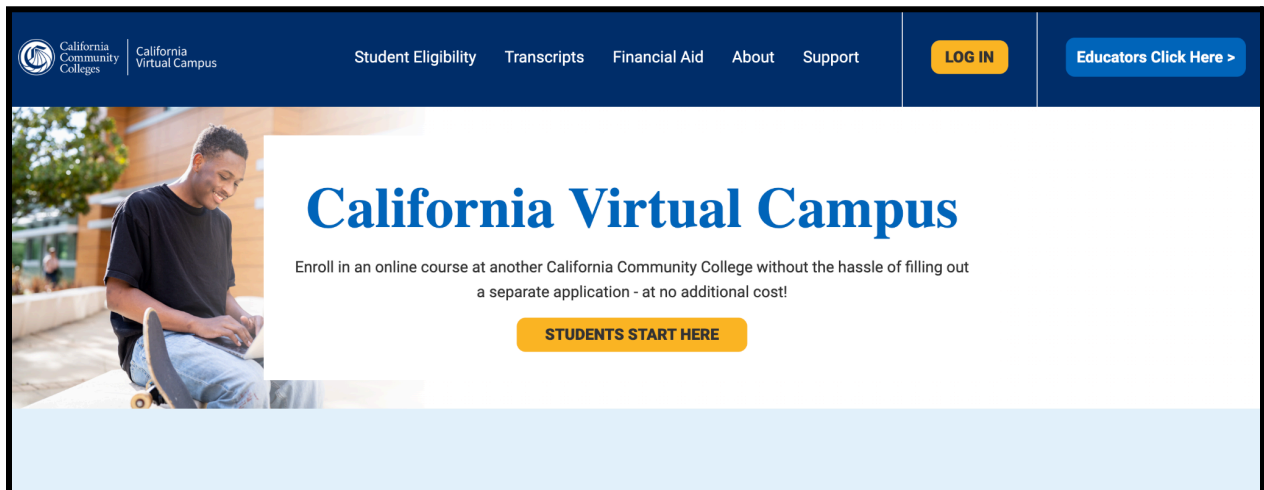 California
Community
Colleges
California
Virtual Campus
Student Eligibility
Transcripts
Financial Aid
About
Support
LOG IN
Educators Click Here >
California Virtual Campus
Enroll in an online course at another California Community College without the hassle of filling out
a separate application - at no additional cost!
STUDENTS START HERE